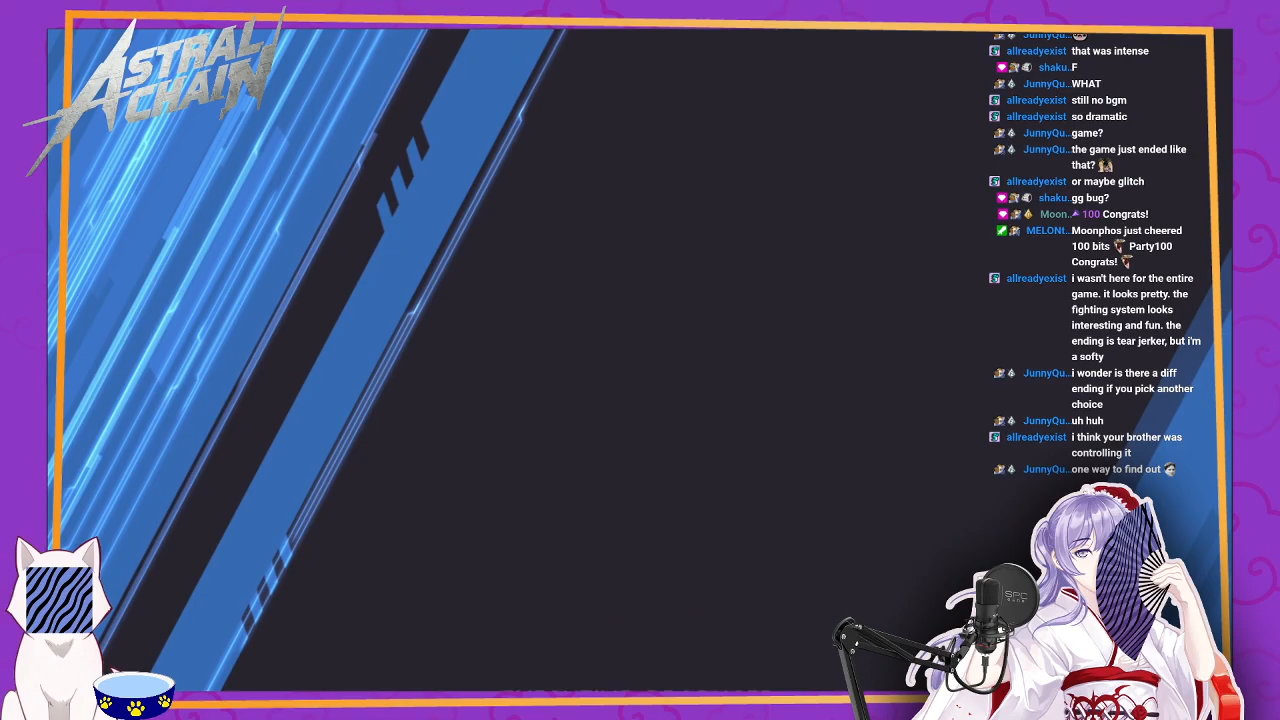 ASTRAL
CHAIN
JunnyQu...
allreadyexist that was intense
shaku.. F
JunnyQu... WHAT
allreadyexist still no bgm
allreadyexist so dramatic
JunnyQu... game?
JunnyQu... the game just ended like
that?
allreadyexist or maybe glitch
shaku.. gg bug?
Moon.. 100 Congrats!
MELONt... Moonphos just cheered
100 bits Party100
Congrats!
allreadyexist i wasn't here for the entire
game. it looks pretty. the
fighting system looks
interesting and fun. the
ending is tear jerker, but i'm
a softy
JunnyQu... i wonder is there a diff
ending if you pick another
choice
JunnyQu... uh huh
allreadyexist i think your brother was
controlling it
JunnyQu... one way to find out
SPC